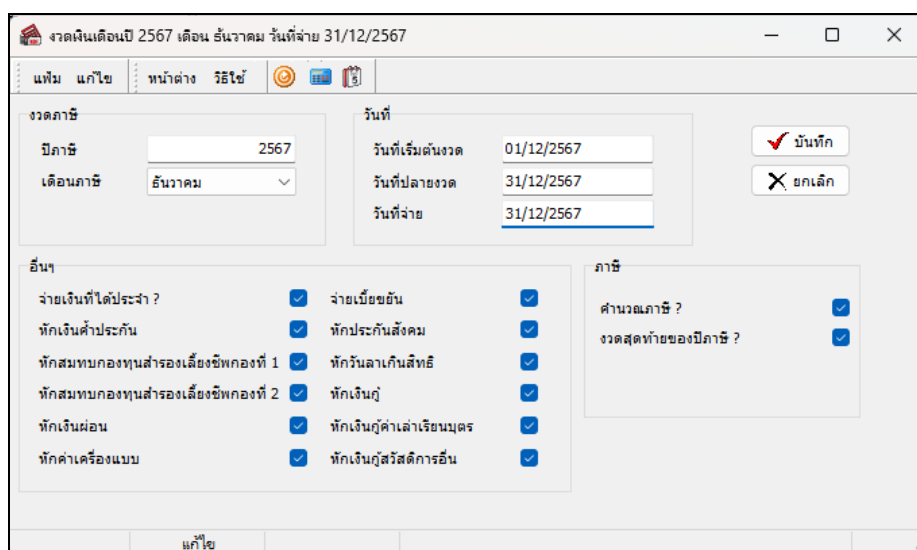 งวดเงินเดือนปี 2567 เดือน ธันวาคม วันที่จ่าย 31/12/2567
แฟ้ม แก้ไข หน้าต่าง วิธีใช้
งวดภาษี
ปีภาษี 2567
เดือนภาษี ธันวาคม
วันที่
วันที่เริ่มต้นงวด 01/12/2567
วันที่ปลายงวด 31/12/2567
วันที่จ่าย 31/12/2567
บันทึก
ยกเลิก
อื่นๆ
จ่ายเงินที่ได้ประจำ ? จ่ายเบี้ยขยัน
หักเงินค้ำประกัน หักประกันสังคม
หักสมทบกองทุนสำรองเลี้ยงชีพกองที่ 1 หักวันลาเกินสิทธิ
หักสมทบกองทุนสำรองเลี้ยงชีพกองที่ 2 หักเงินกู้
หักเงินผ่อน หักเงินกู้ค่าเล่าเรียนบุตร
หักค่าเครื่องแบบ หักเงินกู้สวัสดิการอื่น
ภาษี
คำนวณภาษี ?
งวดสุดท้ายของปีภาษี ?
แก้ไข